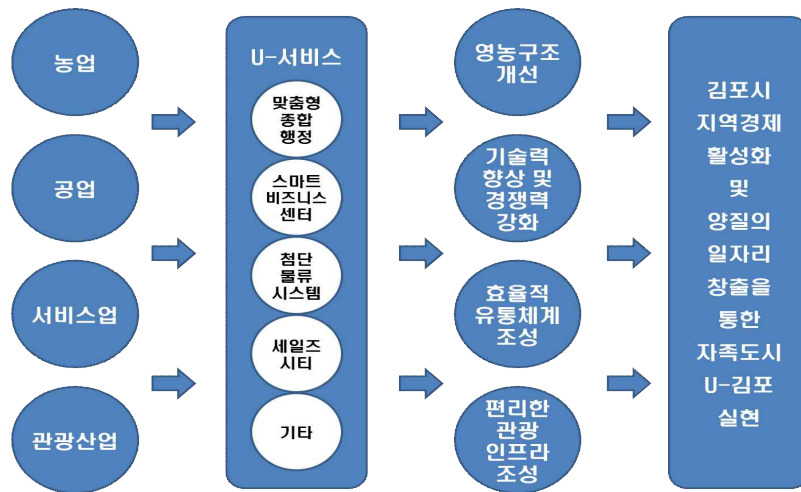 농업
공업
서비스업
관광산업
U-서비스
맞춤형
종합
행정
스마트
비즈니스
센터
첨단
물류
시스템
세일즈
시티
기타
영농구조
개선
기술력
향상 및
경쟁력
강화
효율적
유통체계
조성
편리한
관광
인프라
조성
김포시
지역경제
활성화
및
양질의
일자리
창출을
통한
자족도시
U-김포
실현